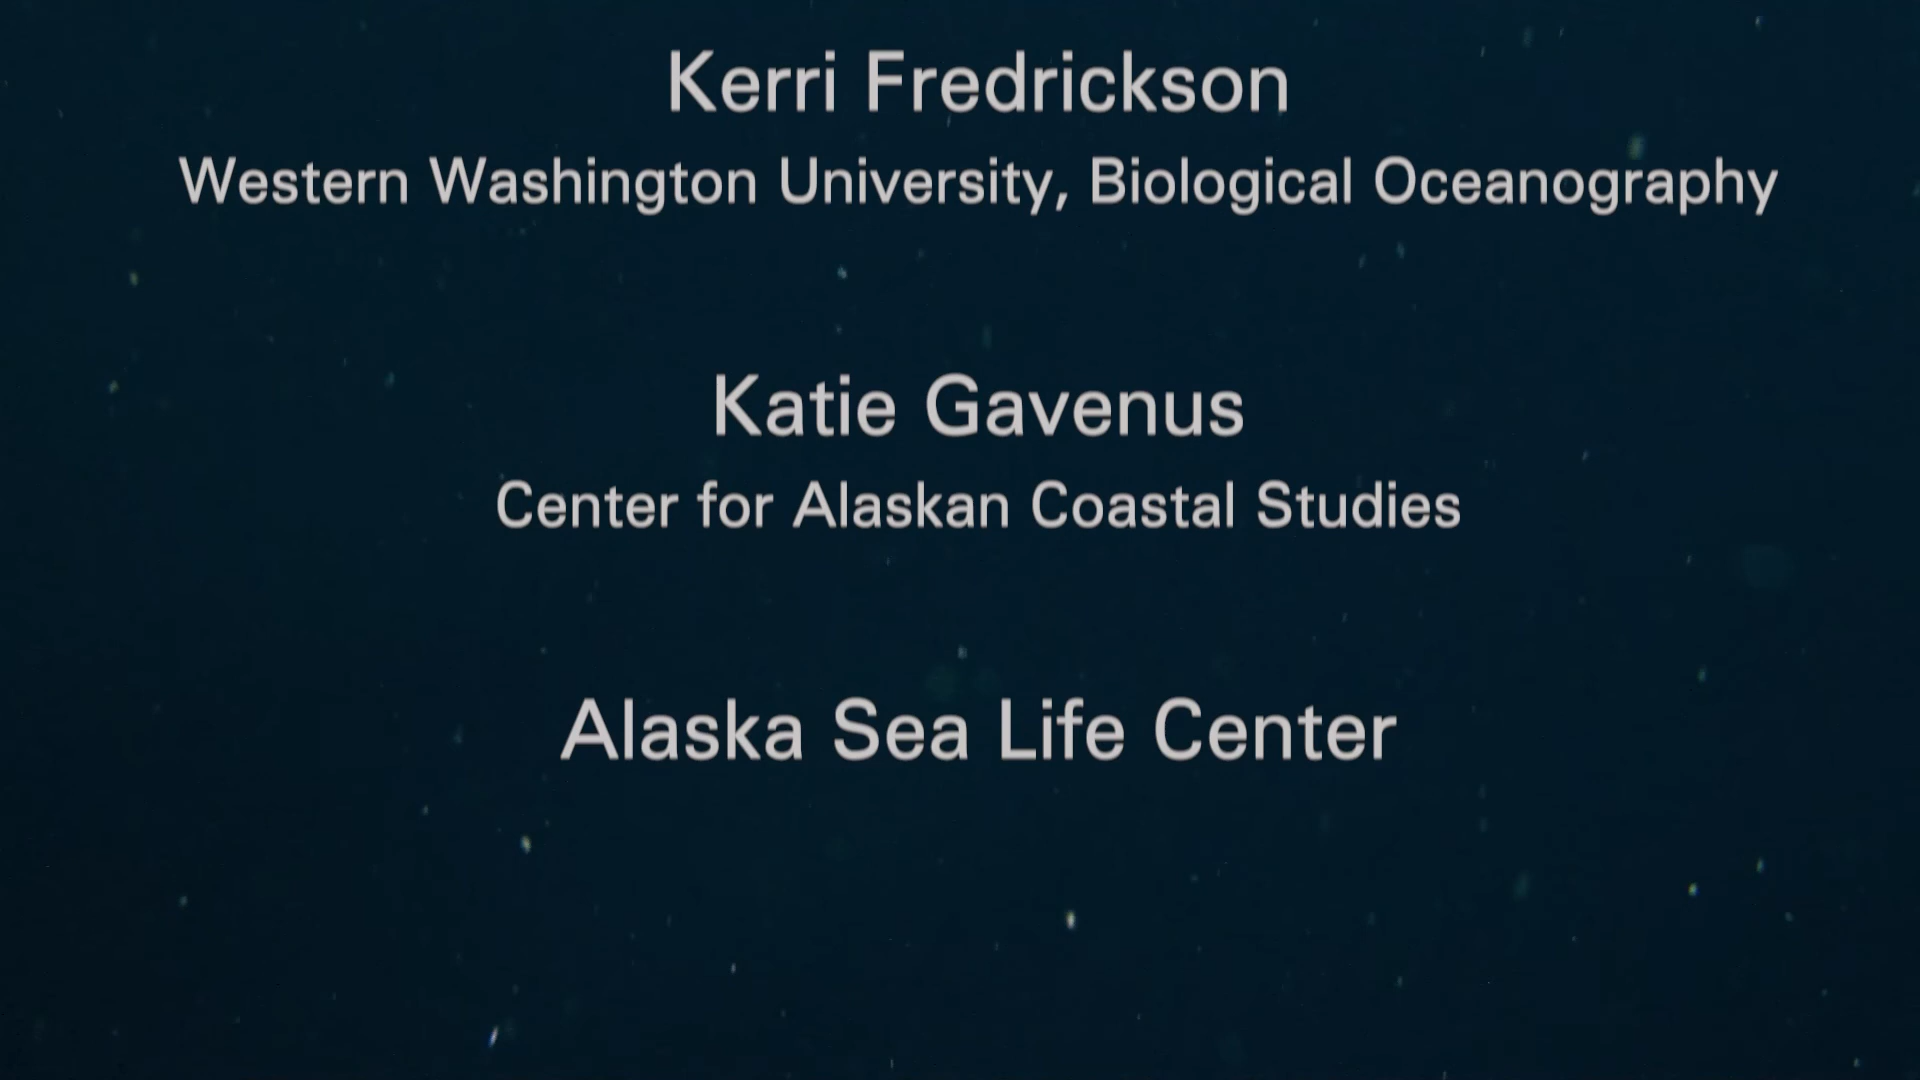 Kerri Fredrickson
Western Washington University, Biological Oceanography
Katie Gavenus
Center for Alaskan Coastal Studies
Alaska Sea Life Center